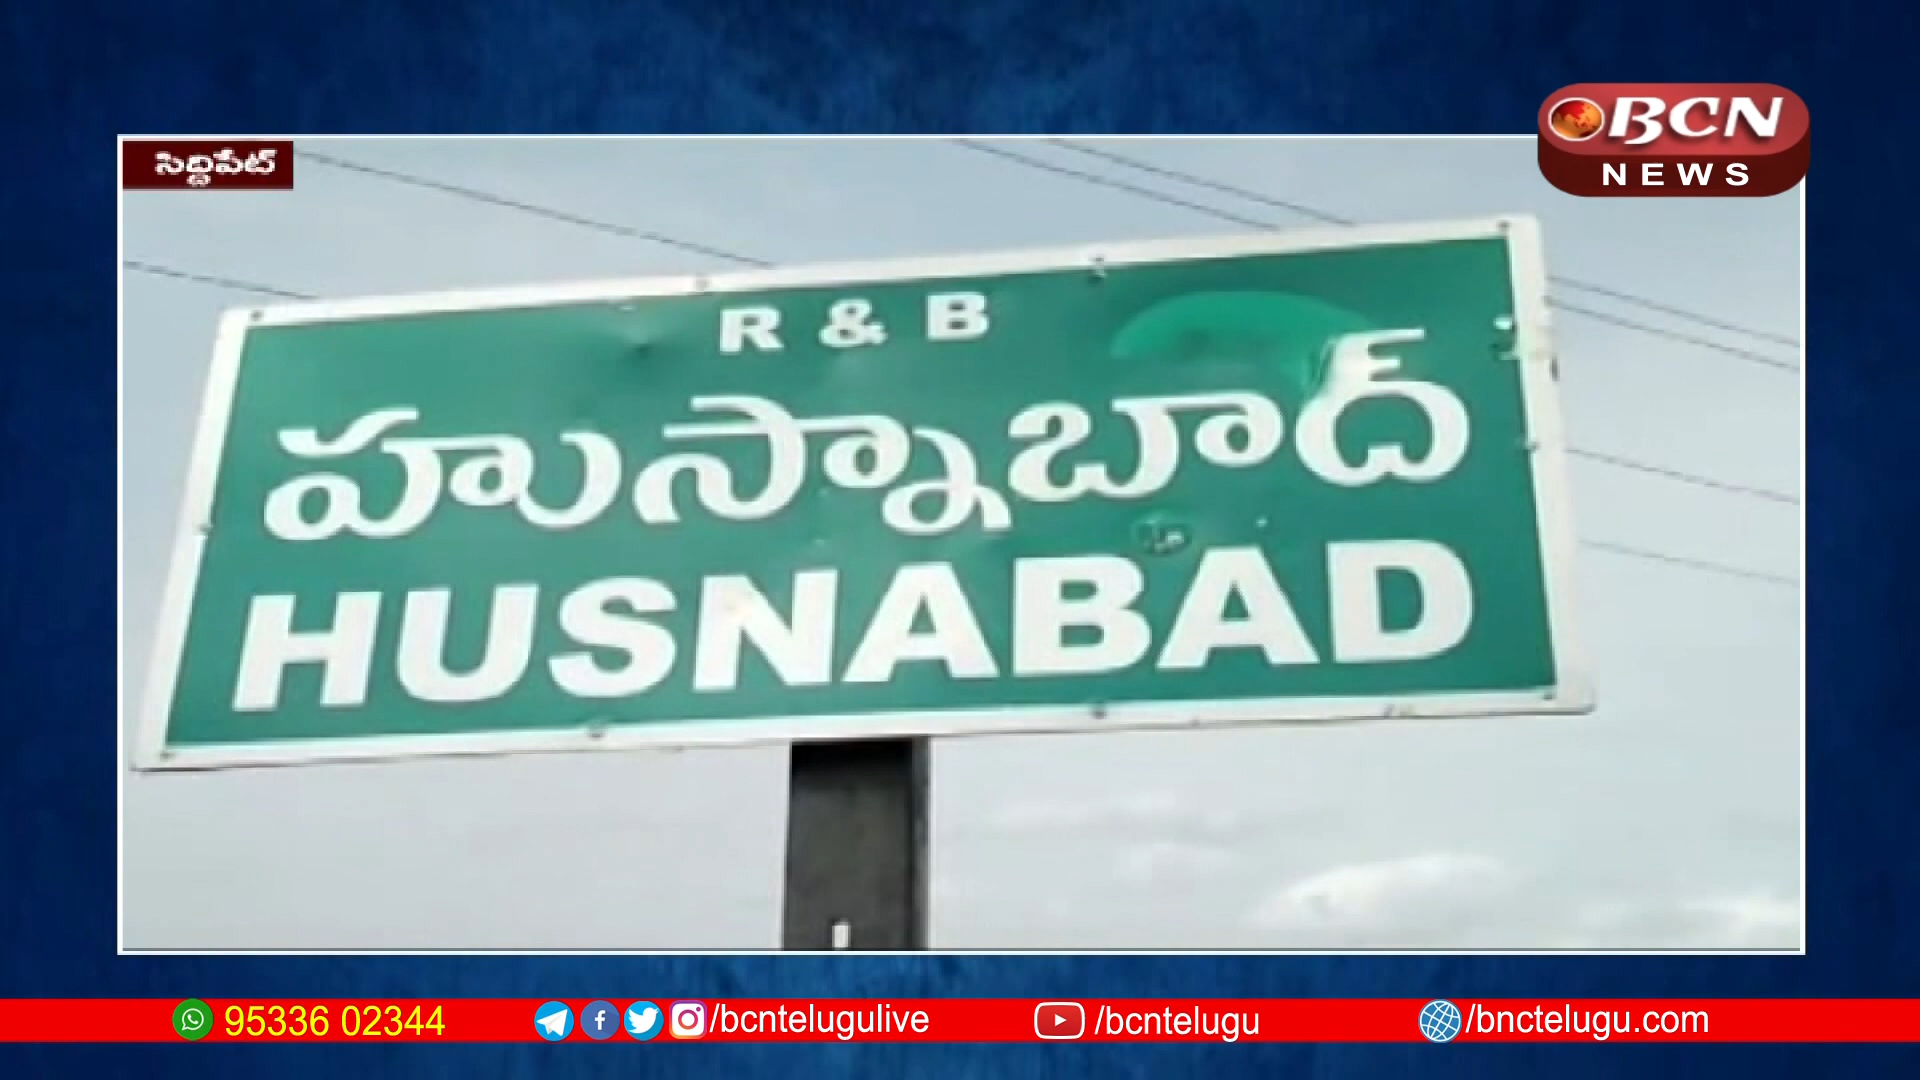 BCN
NEWS
సిద్దిపేట్
R & B
హుస్నాబాద్
HUSNABAD
95336 02344
/bcntelugulive
/bcntelugu
/bnctelugu.com